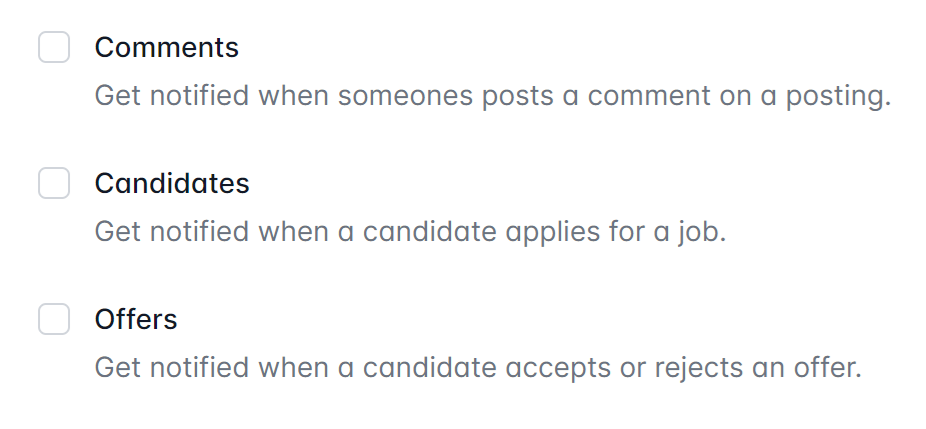 Comments
Get notified when someones posts a comment on a posting.
Candidates
Get notified when a candidate applies for a job.
Offers
Get notified when a candidate accepts or rejects an offer.